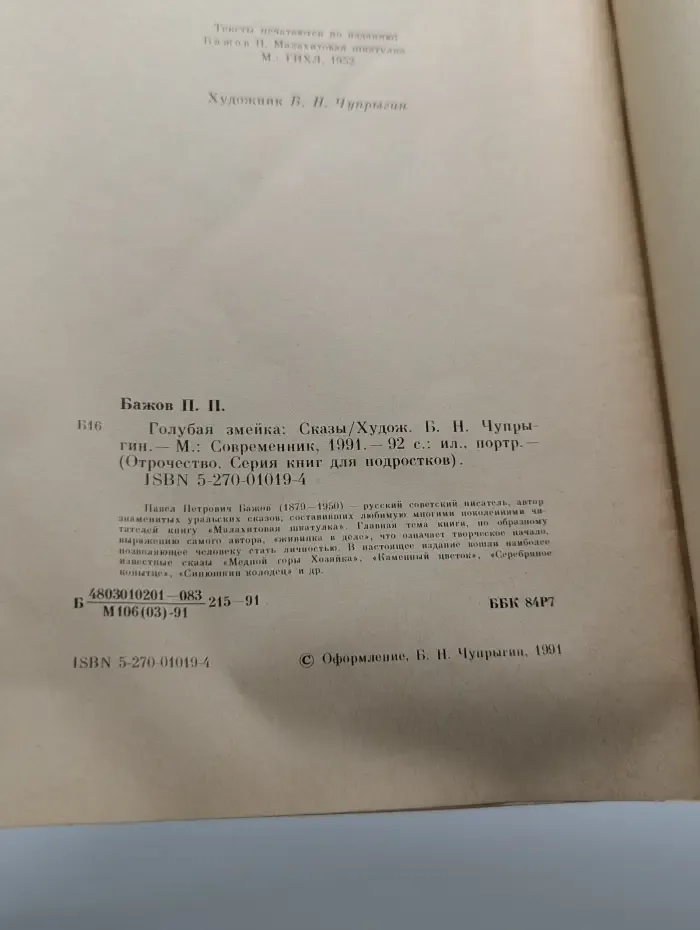 Тексты печатаются по изданию:
Бажов П. Малахитовая шкатулка
М.: ГИХЛ, 1952
Художник Б. Н. Чупрыгин
Бажов П. П.
Б16
Голубая змейка: Сказы/Худож. Б. Н. Чупры-
гин.— М.: Современник, 1991.— 92 с.: ил., портр.—
(Отрочество. Серия книг для подростков).
ISBN 5-270-01019-4
Павел Петрович Бажов (1879—1950) — русский советский писатель, автор
знаменитых уральских сказов, составивших любимую многими поколениями чи-
тателей книгу «Малахитовая шкатулка». Главная тема книги, по образному
выражению самого автора, «живинка в деле», что означает творческое начало,
позволяющее человеку стать личностью. В настоящее издание вошли наиболее
известные сказы «Медной горы Хозяйка», «Каменный цветок», «Серебряное
копытце», «Синюшкин колодец» и др.
Б 4803010201—083 215—91
М106(03)-91
ББК 84Р7
ISBN 5-270-01019-4
© Оформление, Б. Н. Чупрыгин, 1991